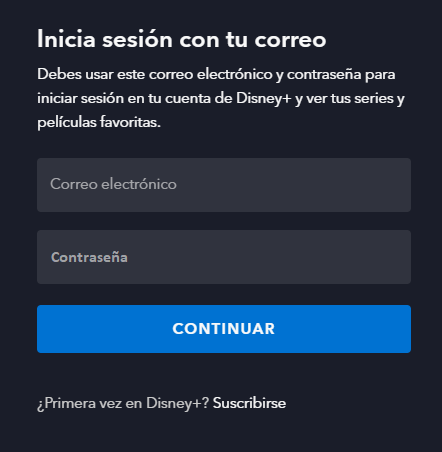 Inicia sesión con tu correo
Debes usar este correo electrónico y contraseña para
iniciar sesión en tu cuenta de Disney+ y ver tus series y
películas favoritas.
Correo electrónico
Contraseña
CONTINUAR
¿Primera vez en Disney+? Suscribirse